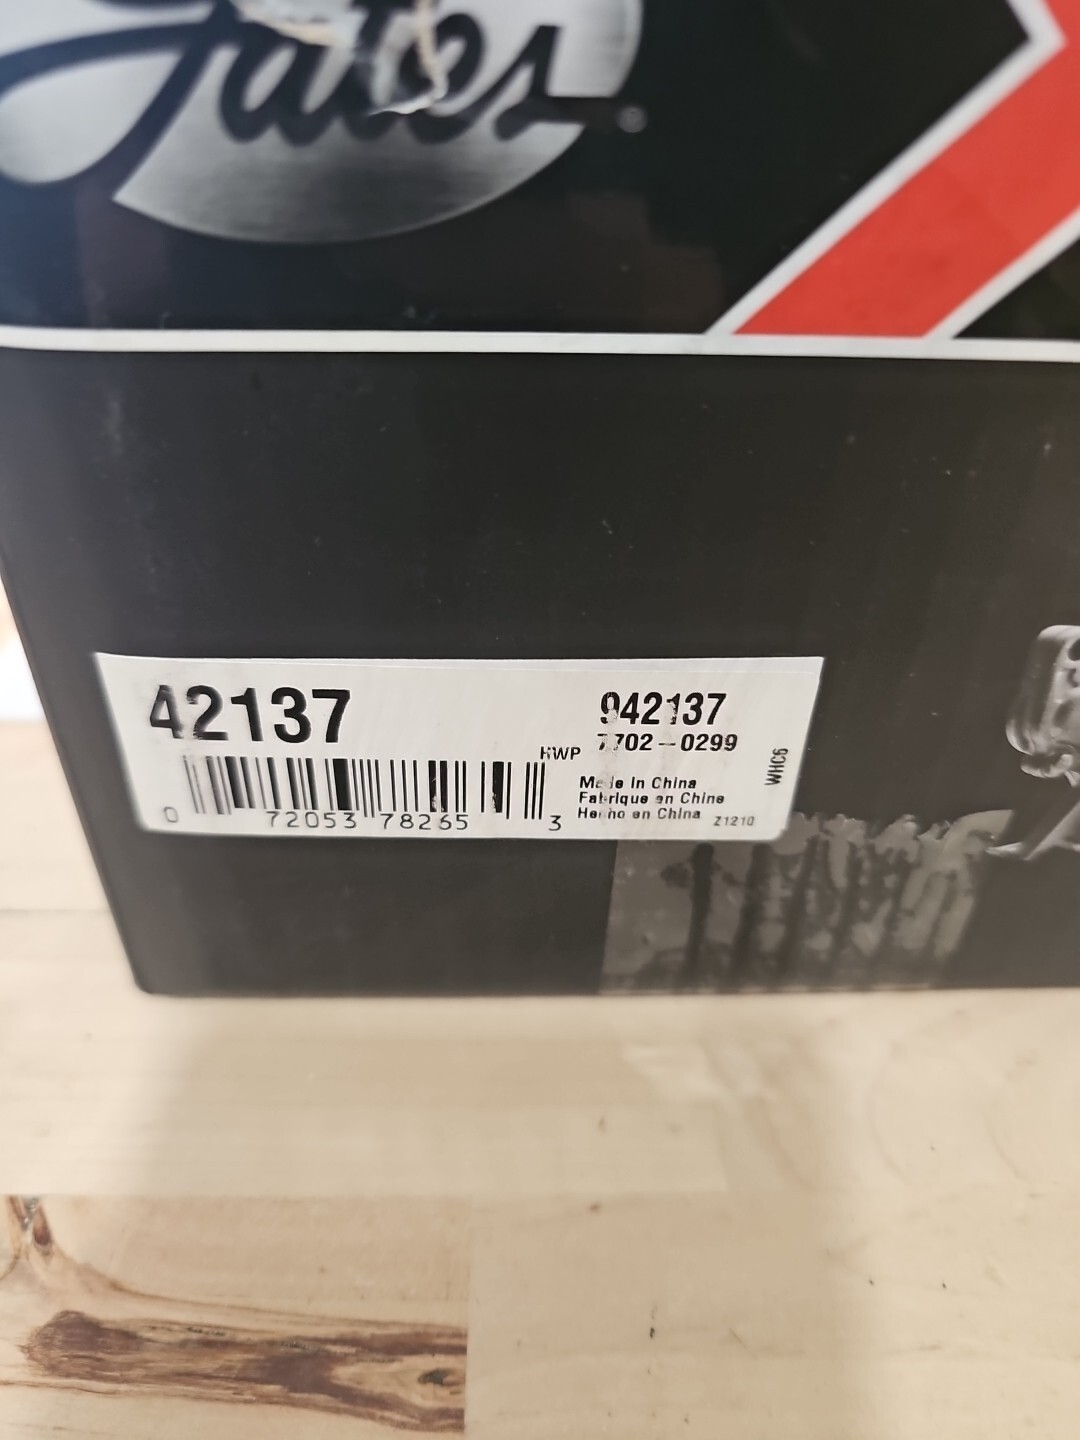 Gates®
42137
942137
HWP 7702-0299
WHC6
Made In China
Fabrique en Chine
Hecho en China Z1210
0 72053 78265 3